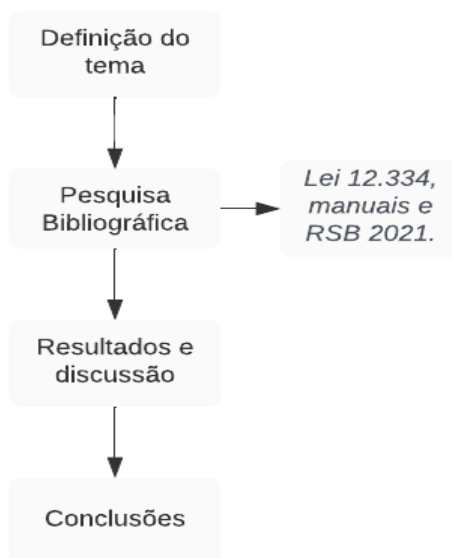 Definição do
tema
Pesquisa
Bibliográfica
Lei 12.334,
manuais e
RSB 2021.
Resultados e
discussão
Conclusões